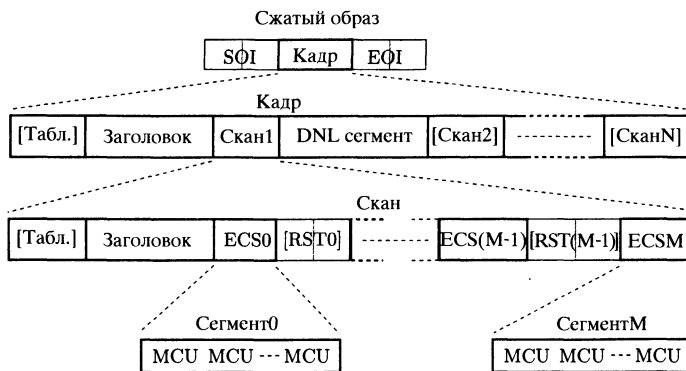 Сжатый образ
SOI Кадр EOI
Кадр
[Табл.] Заголовок Скан1 DNL сегмент [Скан2] [СканN]
Скан
[Табл.] Заголовок ECS0 [RST0] ECS(M-1) [RST(M-1)] ECSM
Сегмент0 СегментM
MCU MCU --- MCU MCU MCU --- MCU